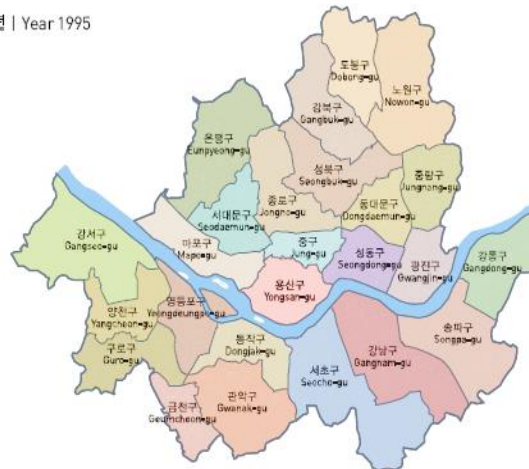 년 | Year 1995
도봉구
Dobong-gu
노원구
Nowon-gu
강북구
Gangbuk-gu
은평구
Eunpyeong-gu
성북구
Seongbuk-gu
중랑구
Jungnang-gu
종로구
Jongno-gu
동대문구
Dongdaemun-gu
서대문구
Seodaemun-gu
강서구
Gangseo-gu
마포구
Mapo-gu
중구
Jung-gu
성동구
Seongdong-gu
광진구
Gwangjin-gu
강동구
Gangdong-gu
용산구
Yongsan-gu
양천구
Yangcheon-gu
영등포구
Yeongdeungpo-gu
송파구
Songpa-gu
구로구
Guro-gu
동작구
Dongjak-gu
강남구
Gangnam-gu
서초구
Seocho-gu
금천구
Geumcheon-gu
관악구
Gwanak-gu